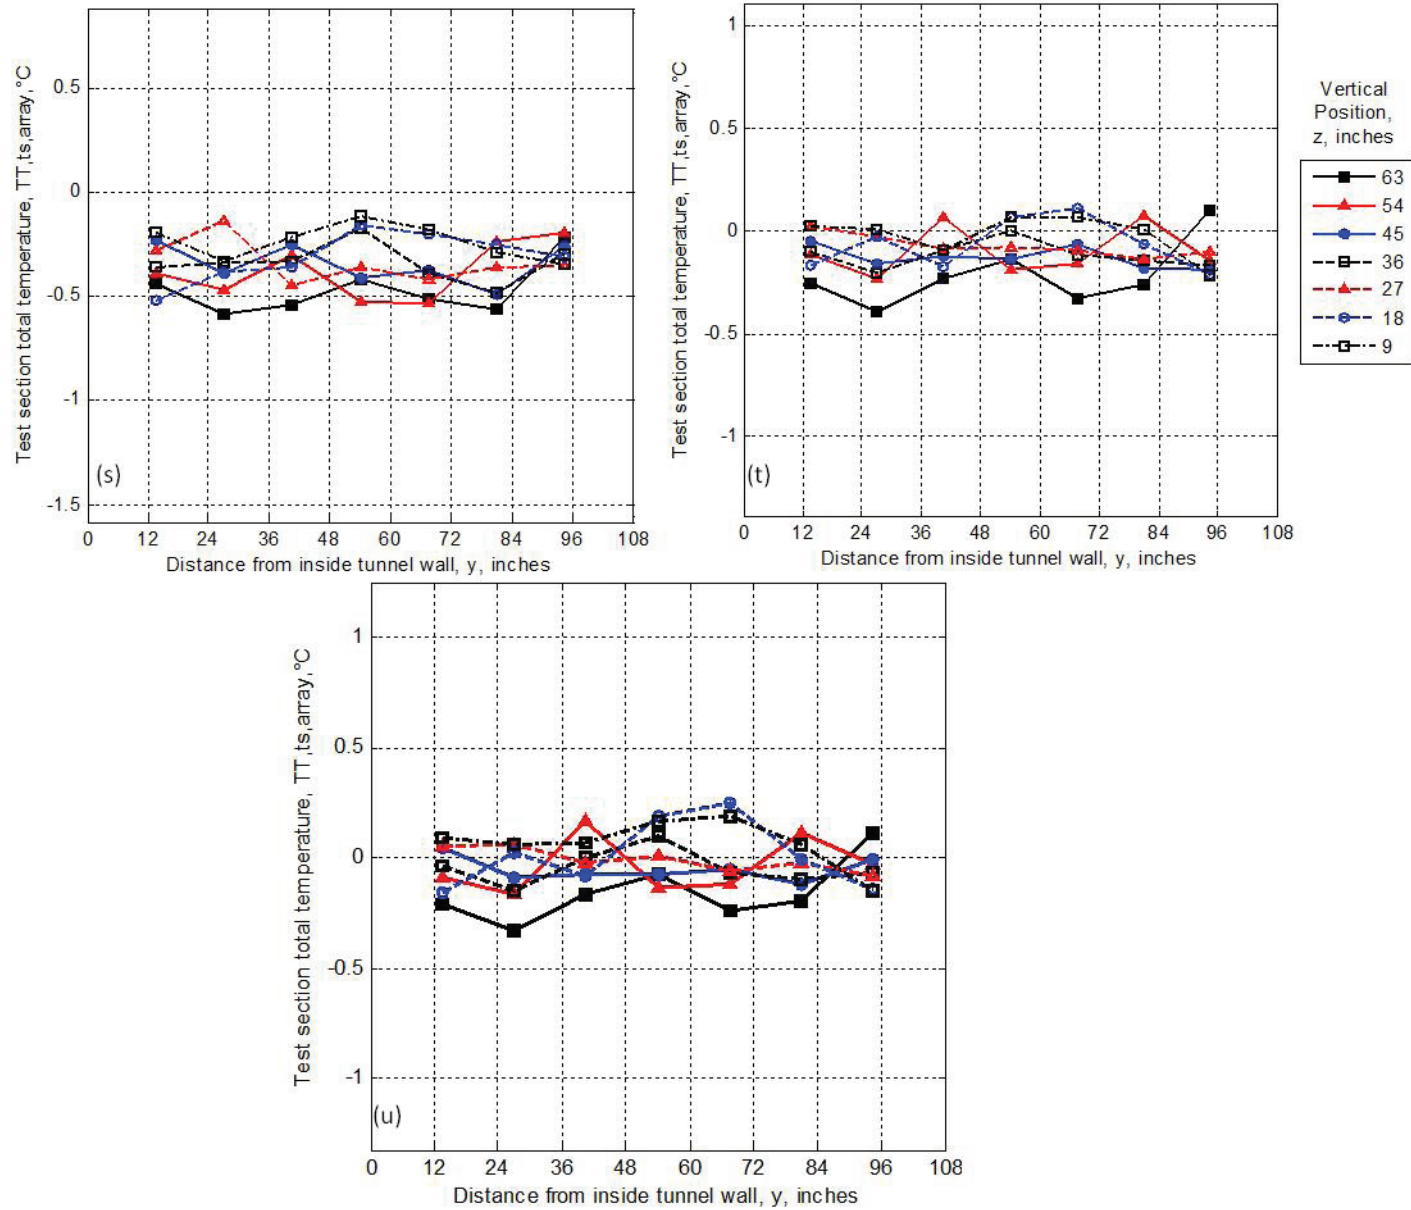 Test section total temperature, TT,ts,array,°C
0.5
0
-0.5
-1
-1.5
(s)
0 12 24 36 48 60 72 84 96 108
Distance from inside tunnel wall, y, inches
Test section total temperature, TT,ts,array,°C
1
0.5
0
-0.5
-1
(t)
0 12 24 36 48 60 72 84 96 108
Distance from inside tunnel wall, y, inches
Vertical
Position,
z, inches
63
54
45
36
27
18
9
Test section total temperature, TT,ts,array,°C
1
0.5
0
-0.5
-1
(u)
0 12 24 36 48 60 72 84 96 108
Distance from inside tunnel wall, y, inches